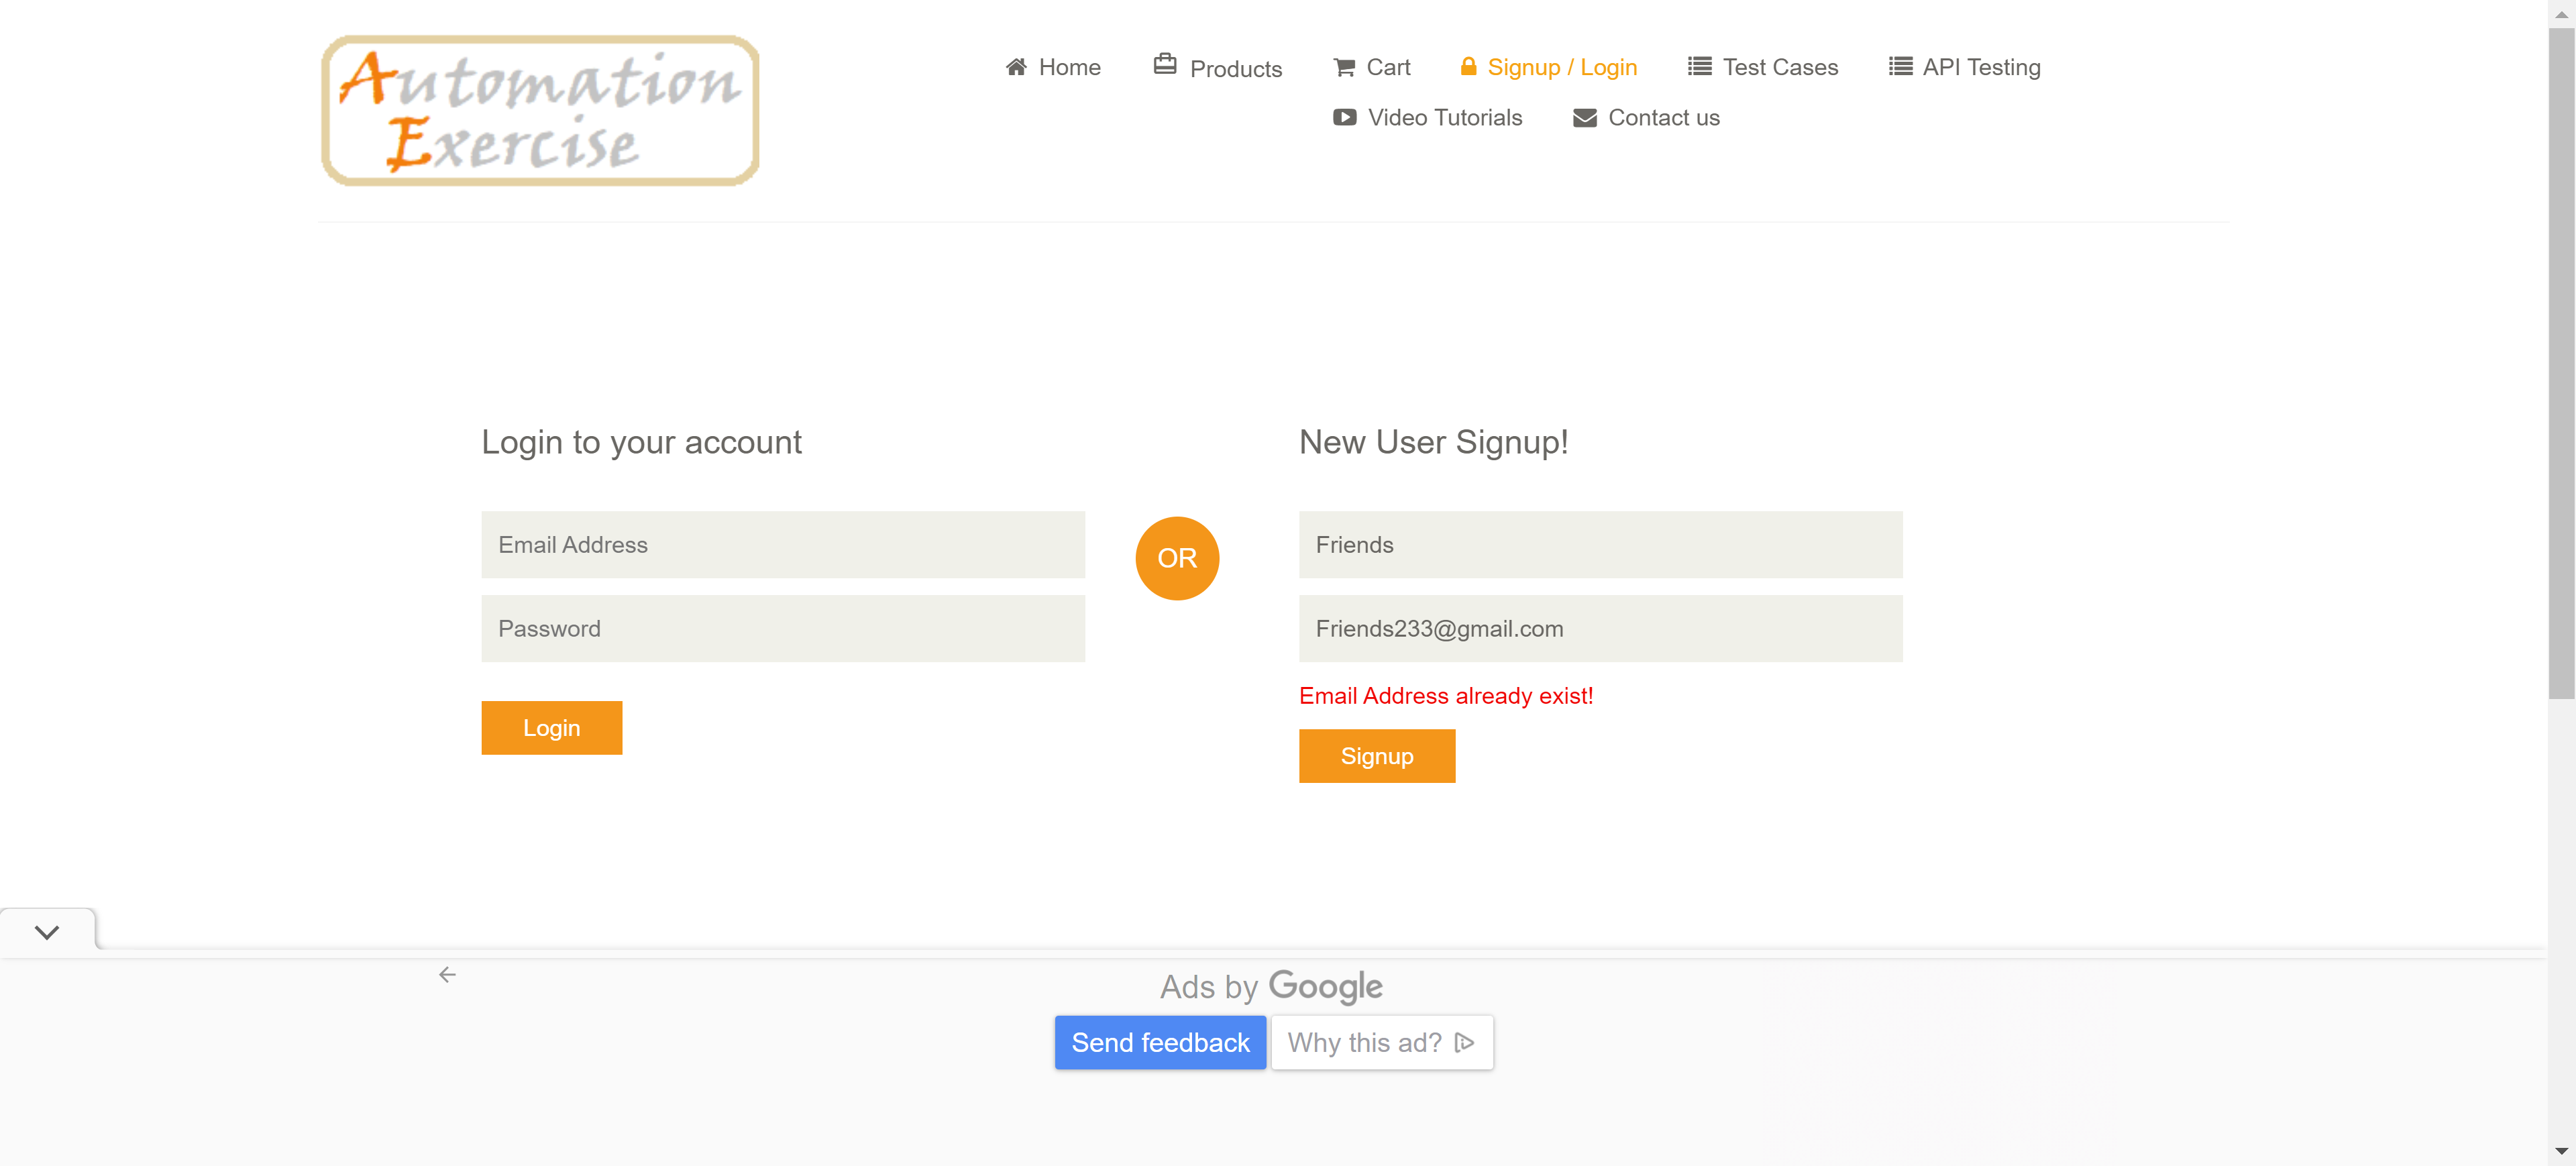 Automation
Exercise
Home
Products
Cart
Signup / Login
Test Cases
API Testing
Video Tutorials
Contact us
Login to your account
Email Address
Password
Login
OR
New User Signup!
Friends
Friends233@gmail.com
Email Address already exist!
Signup
Ads by Google
Send feedback
Why this ad?